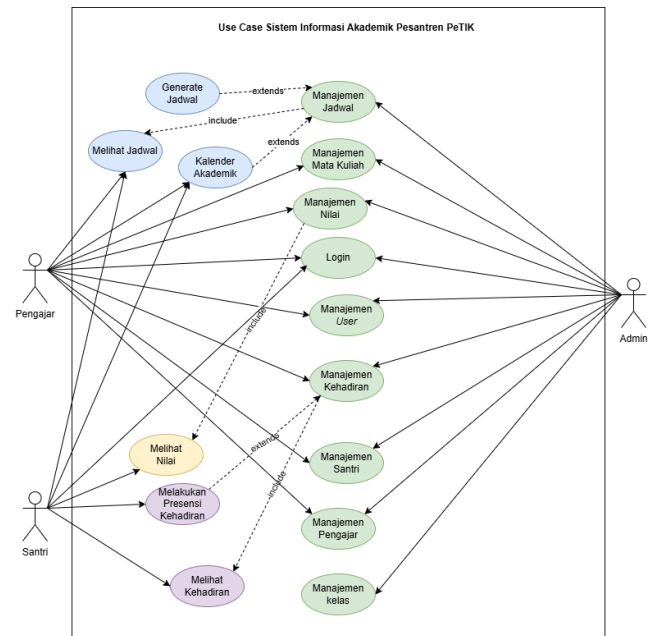 Use Case Sistem Informasi Akademik Pesantren PeTIK
Generate
Jadwal
extends
Manajemen
Jadwal
include
extends
Melihat Jadwal
Kalender
Akademik
Manajemen
Mata Kuliah
Manajemen
Nilai
Login
Pengajar
Manajemen
User
include
Admin
Manajemen
Kehadiran
Melihat
Nilai
extends
Manajemen
Santri
include
Melakukan
Presensi
Kehadiran
Manajemen
Pengajar
Santri
Melihat
Kehadiran
Manajemen
kelas